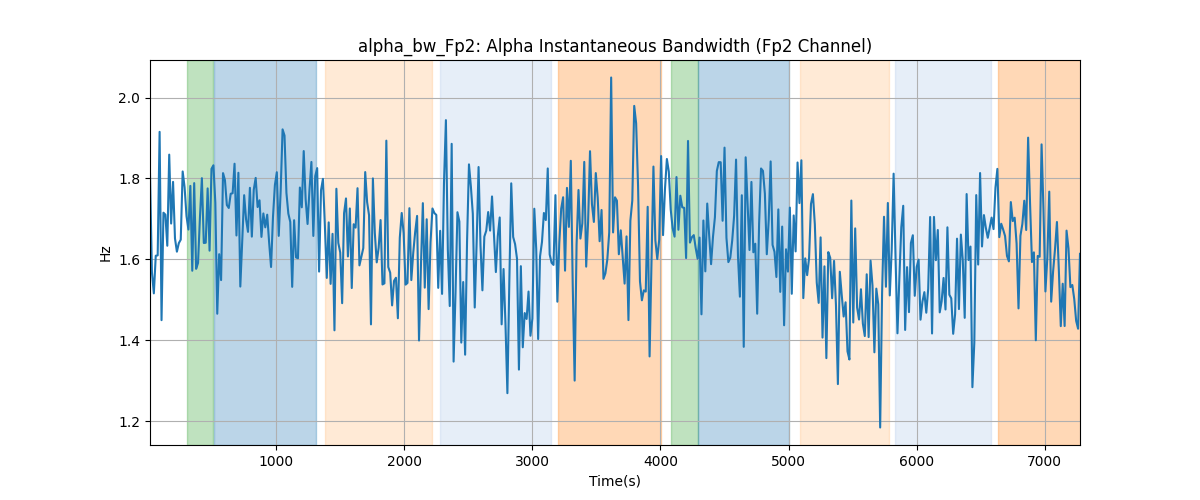 alpha_bw_Fp2: Alpha Instantaneous Bandwidth (Fp2 Channel)
2.0
1.8
1.6
1.4
1.2
Hz
1000 2000 3000 4000 5000 6000 7000
Time(s)